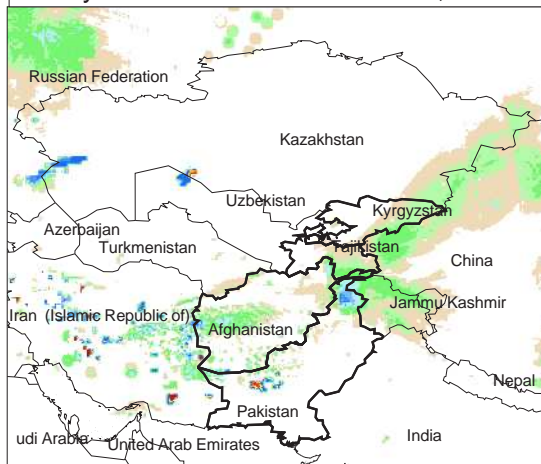 Russian Federation
Kazakhstan
Uzbekistan
Kyrgyzstan
Azerbaijan
Turkmenistan
Tajikistan
China
Jammu Kashmir
Iran (Islamic Republic of)
Afghanistan
Nepal
Pakistan
udi Arabia
United Arab Emirates
India